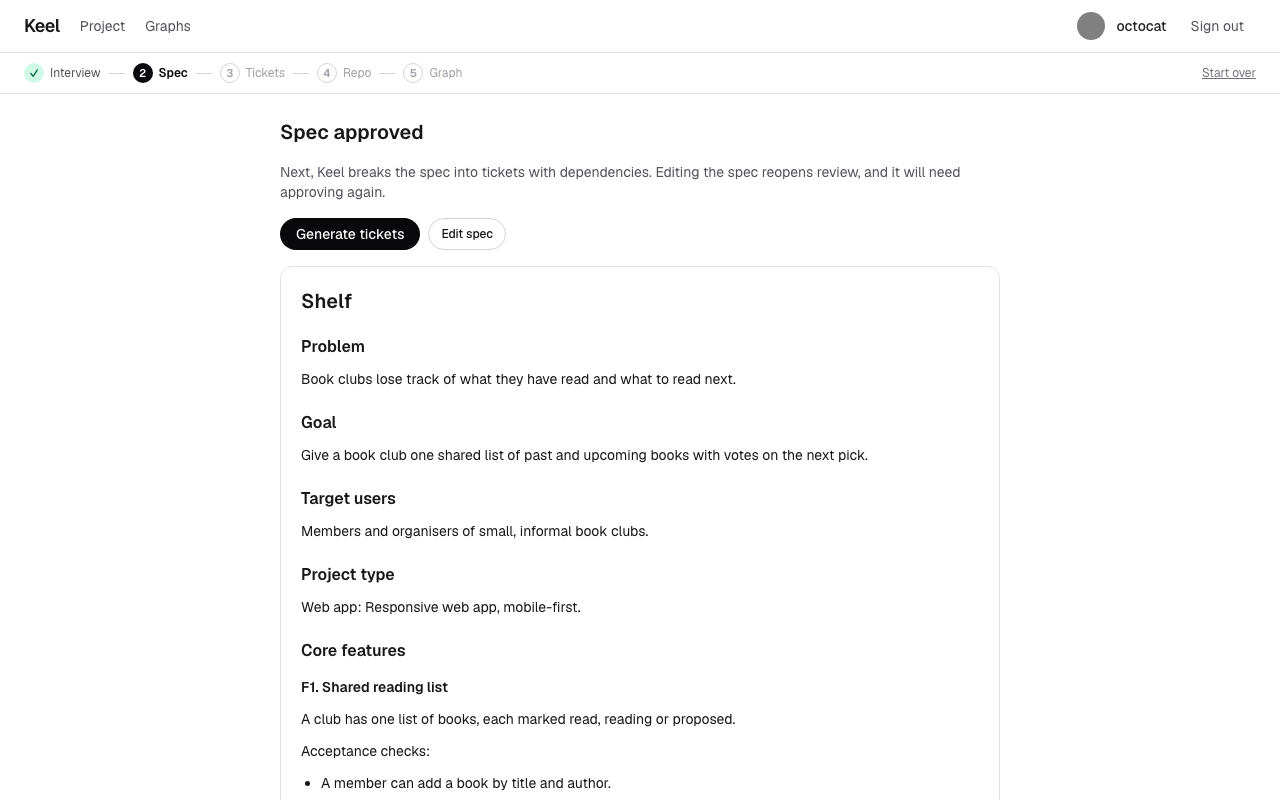 Keel Project Graphs octocat Sign out
Interview 2 Spec 3 Tickets 4 Repo 5 Graph Start over
Spec approved
Next, Keel breaks the spec into tickets with dependencies. Editing the spec reopens review, and it will need
approving again.
Generate tickets Edit spec
Shelf
Problem
Book clubs lose track of what they have read and what to read next.
Goal
Give a book club one shared list of past and upcoming books with votes on the next pick.
Target users
Members and organisers of small, informal book clubs.
Project type
Web app: Responsive web app, mobile-first.
Core features
F1. Shared reading list
A club has one list of books, each marked read, reading or proposed.
Acceptance checks:
• A member can add a book by title and author.